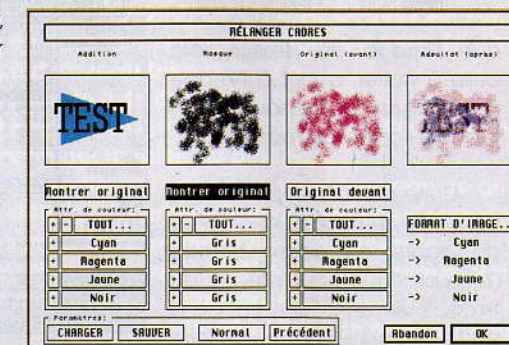 MÉLANGER CADRES
Addition Masque Original (avant) Résultat (après)
TEST TEST
Montrer original Montrer original Original devant
Attr. de couleur: Attr. de couleur: Attr. de couleur:
+ - TOUT... + - TOUT... + - TOUT... FORMAT D'IMAGE..
+ Cyan + Gris + Cyan -> Cyan
+ Magenta + Gris + Magenta -> Magenta
+ Jaune + Gris + Jaune -> Jaune
+ Noir + Gris + Noir -> Noir
Paramètres:
CHARGER SAUVER Normal Précédent Abandon OK